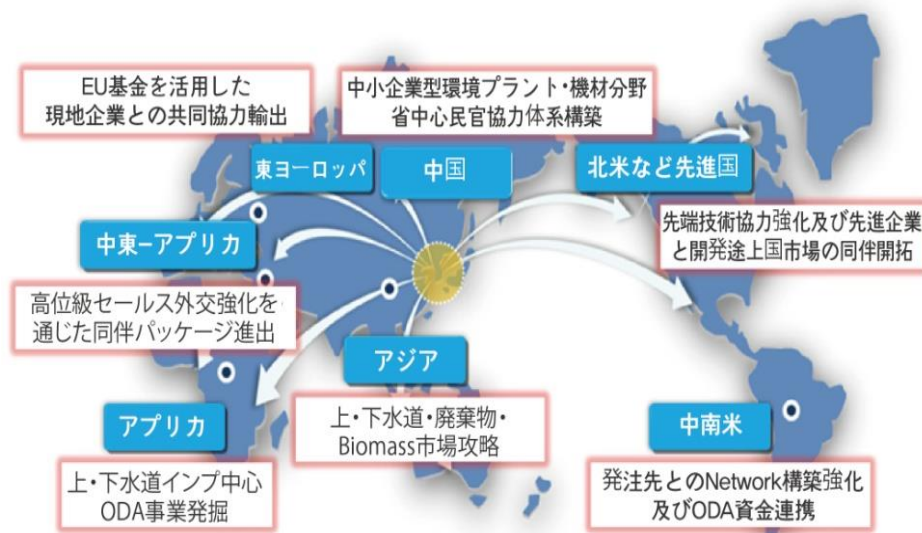 EU基金を活用した
現地企業との共同協力輸出
中小企業型環境プラント・機材分野
省中心民官協力体系構築
東ヨーロッパ
中国
北米など先進国
先端技術協力強化及び先進企業
と開発途上国市場の同伴開拓
中東-アプリカ
高位級セールス外交強化を
通じた同伴パッケージ進出
アジア
上・下水道・廃棄物・
Biomass市場攻略
アプリカ
上・下水道インプ中心
ODA事業発掘
中南米
発注先とのNetwork構築強化
及びODA資金連携